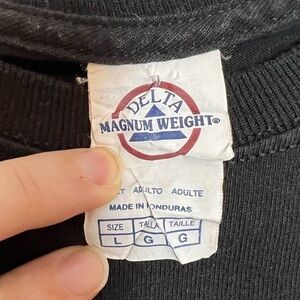 DELTA
MAGNUM WEIGHT®
ADULTO ADULTE
MADE IN HONDURAS
SIZE TALLA TAILLE
L G G